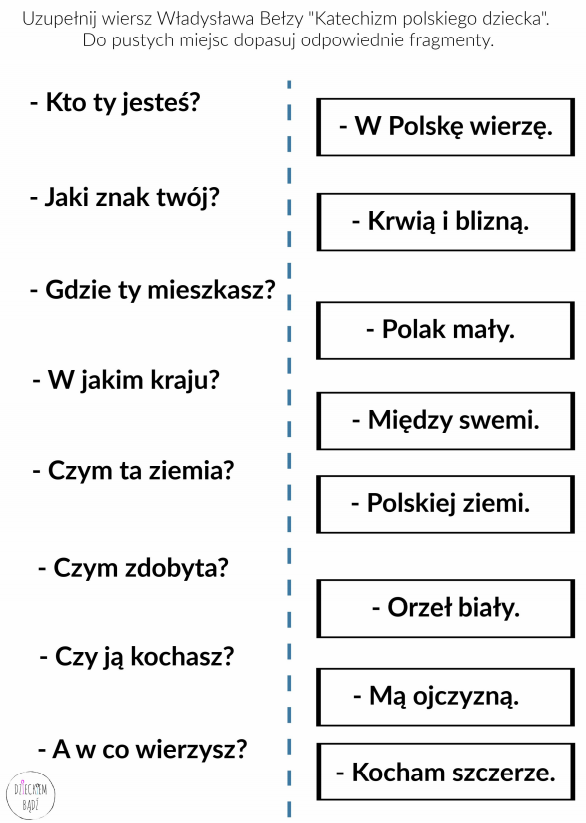 Uzupełnij wiersz Władysława Bełzy "Katechizm polskiego dziecka".
Do pustych miejsc dopasuj odpowiednie fragmenty.
- Kto ty jesteś?
- W Polskę wierzę.
- Jaki znak twój?
- Krwią i blizną.
- Gdzie ty mieszkasz?
- Polak mały.
- W jakim kraju?
- Między swemi.
- Czym ta ziemia?
- Polskiej ziemi.
- Czym zdobyta?
- Orzeł biały.
- Czy ją kochasz?
- Mą ojczyzną.
- A w co wierzysz?
- Kocham szczerze.
DZIECKIEM
BĄDŹ